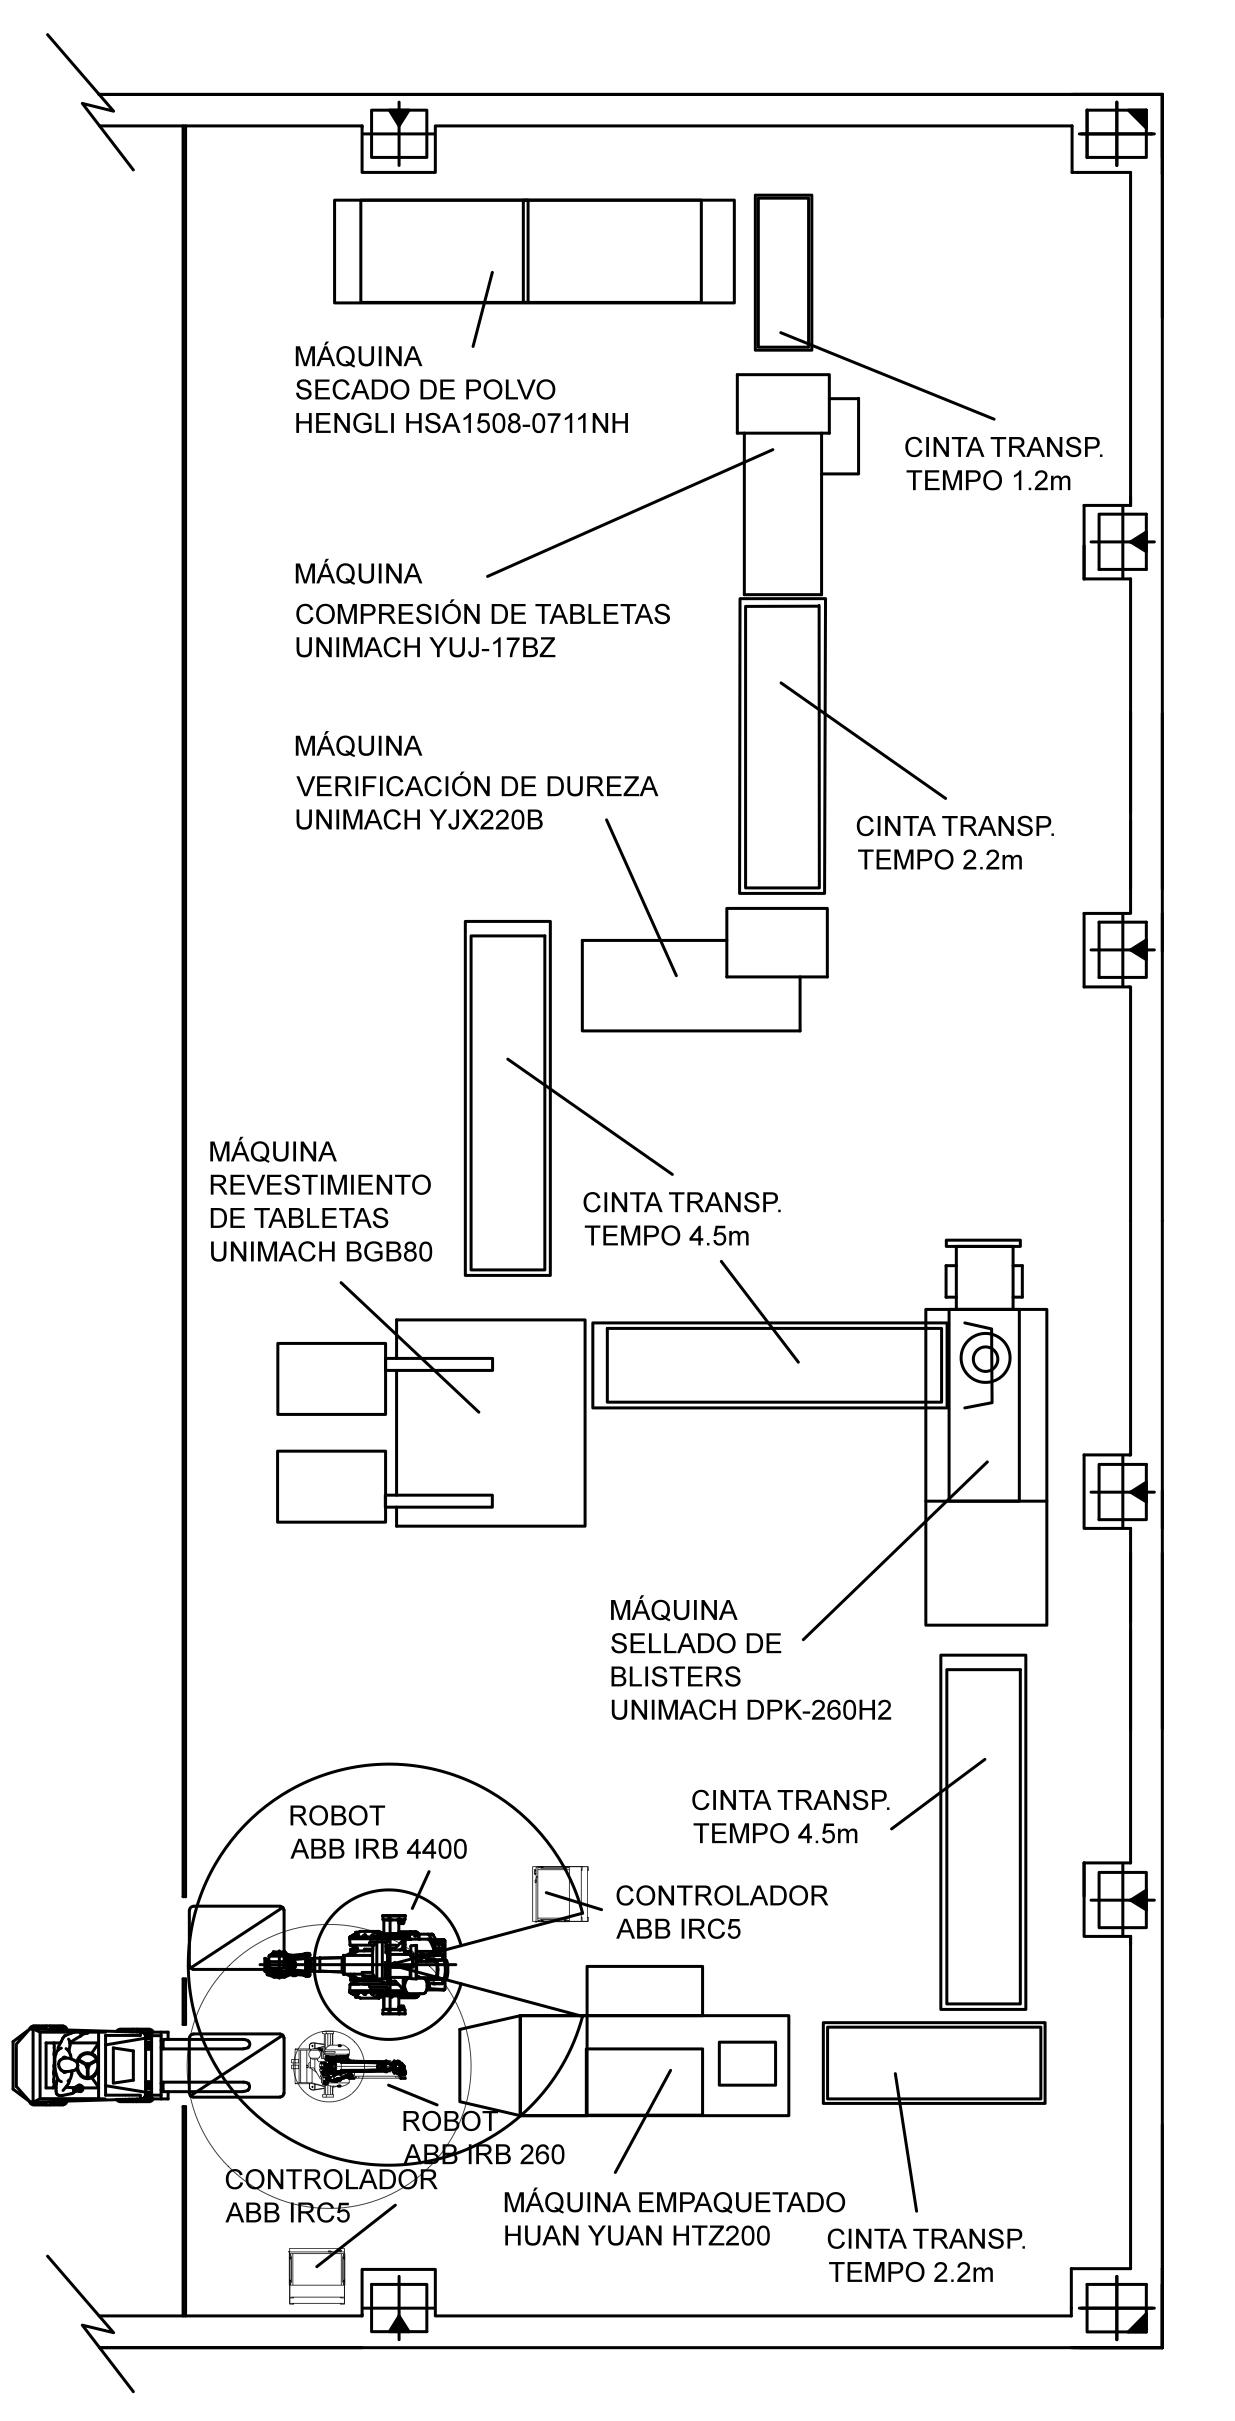 MÁQUINA
SECADO DE POLVO
HENGLI HSA1508-0711NH
CINTA TRANSP.
TEMPO 1.2m
MÁQUINA
COMPRESIÓN DE TABLETAS
UNIMACH YUJ-17BZ
MÁQUINA
VERIFICACIÓN DE DUREZA
UNIMACH YJX220B
CINTA TRANSP.
TEMPO 2.2m
MÁQUINA
REVESTIMIENTO
DE TABLETAS
UNIMACH BGB80
CINTA TRANSP.
TEMPO 4.5m
MÁQUINA
SELLADO DE
BLISTERS
UNIMACH DPK-260H2
CINTA TRANSP.
TEMPO 4.5m
ROBOT
ABB IRB 4400
CONTROLADOR
ABB IRC5
ROBOT
ABB IRB 260
CONTROLADOR
ABB IRC5
MÁQUINA EMPAQUETADO
HUAN YUAN HTZ200
CINTA TRANSP.
TEMPO 2.2m